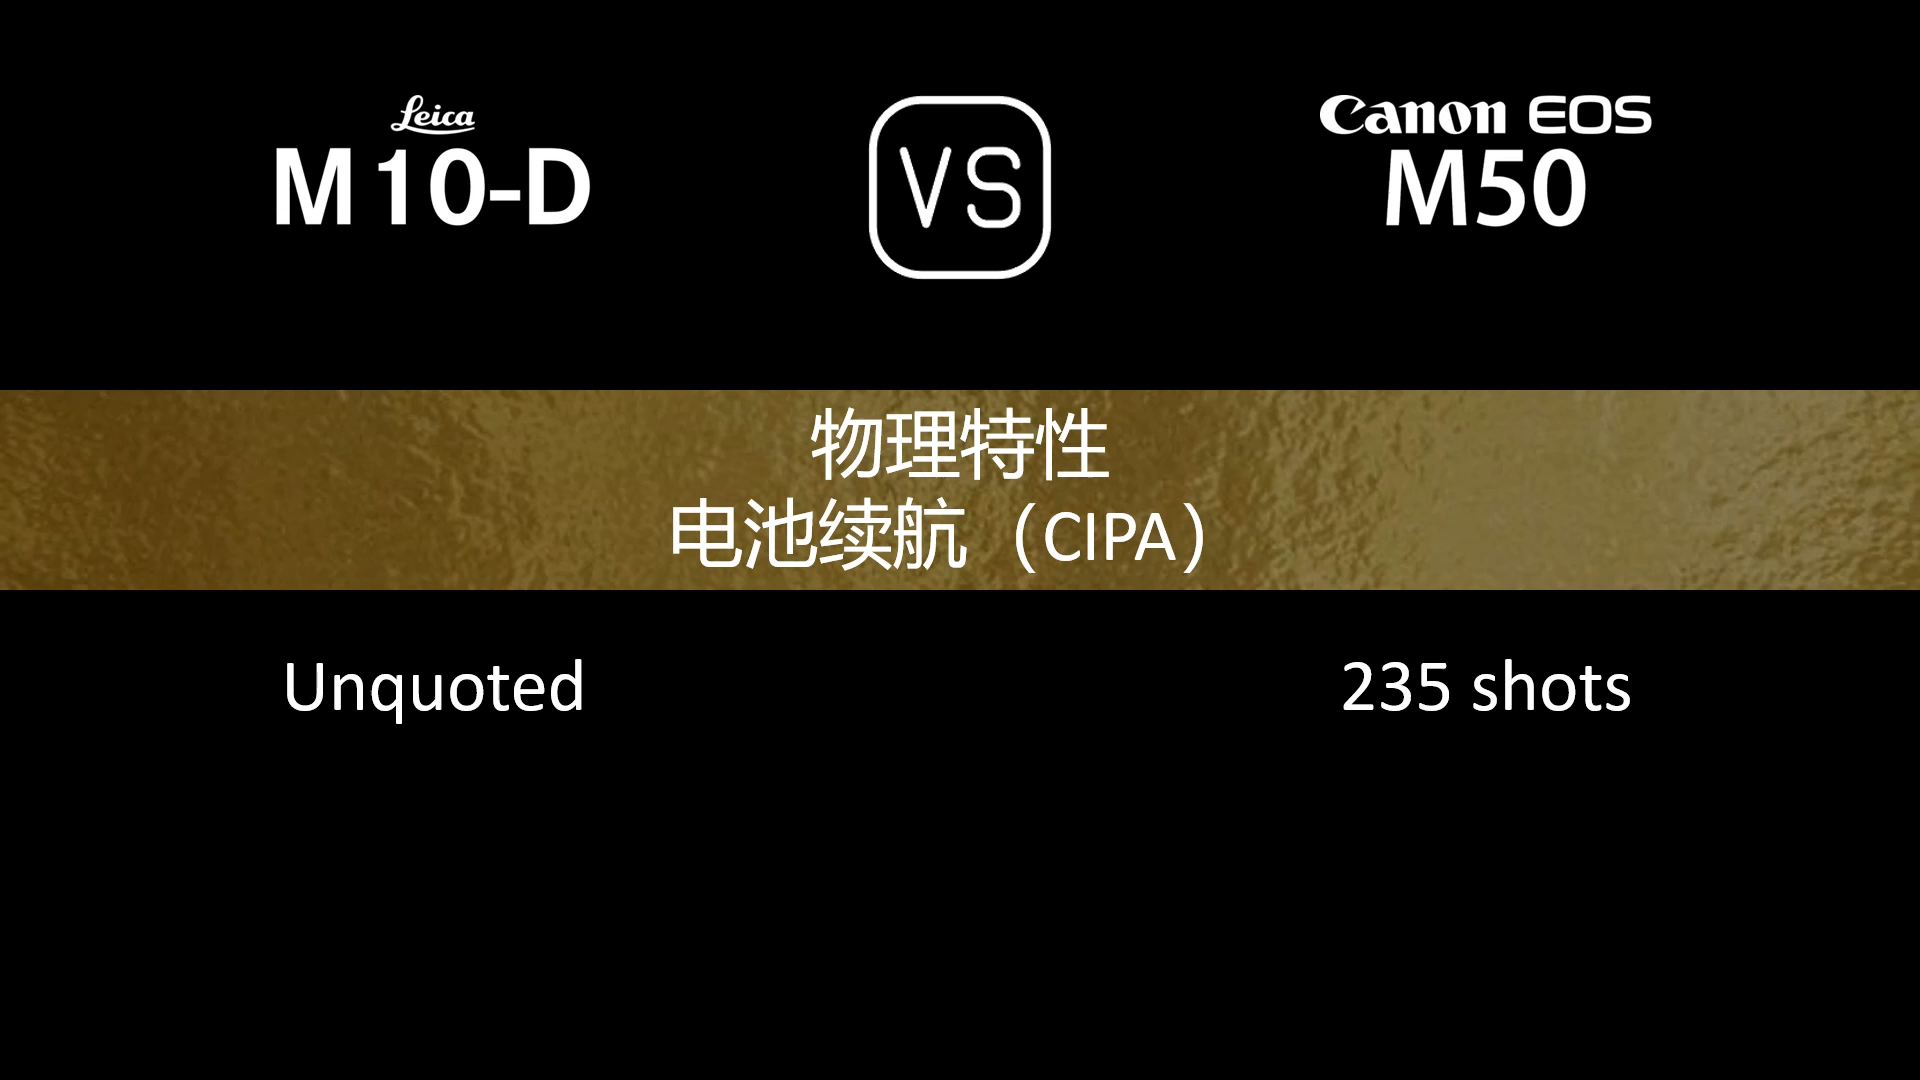 Leica
M10-D
VS
Canon EOS
M50
物理特性
电池续航（CIPA）
Unquoted
235 shots